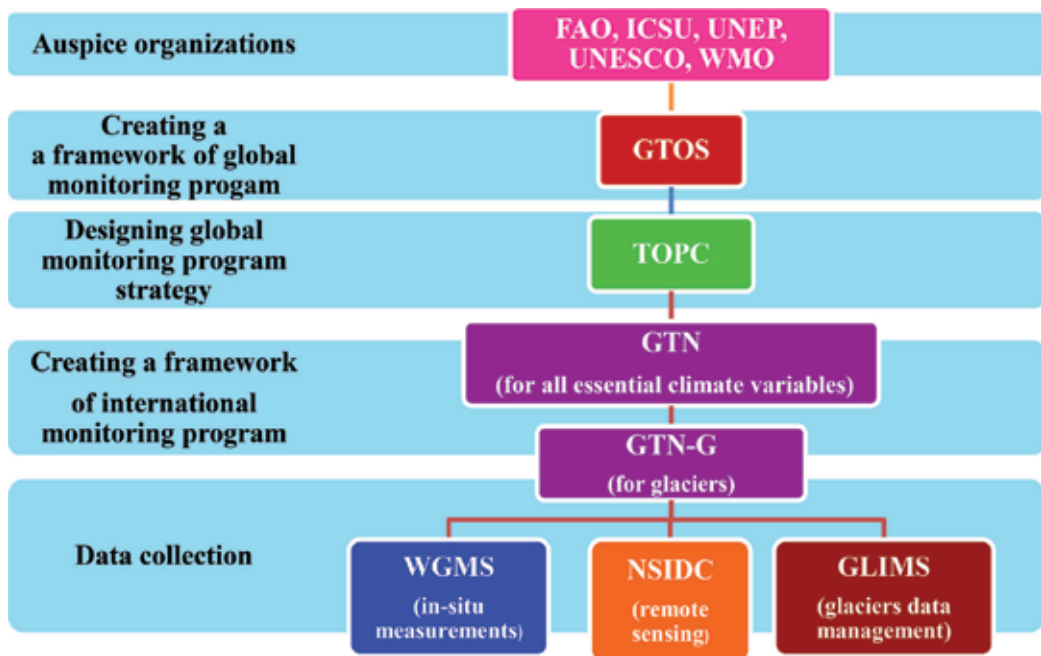 Auspice organizations
FAO, ICSU, UNEP,
UNESCO, WMO
Creating a
a framework of global
monitoring progam
GTOS
Designing global
monitoring program
strategy
TOPC
Creating a framework
of international
monitoring program
GTN
(for all essential climate variables)
GTN-G
(for glaciers)
Data collection
WGMS
(in-situ
measurements)
NSIDC
(remote
sensing)
GLIMS
(glaciers data
management)